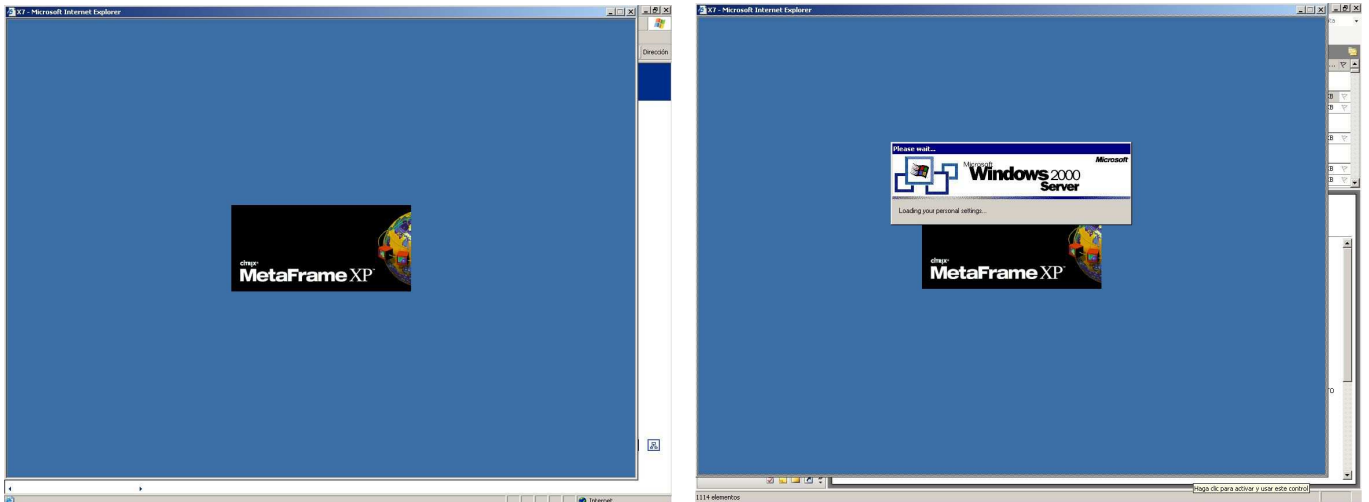 X7 - Microsoft Internet Explorer
Dirección
citrix
MetaFrame XP
Internet
X7 - Microsoft Internet Explorer
Please wait...
Microsoft
Microsoft
Windows 2000
Server
Loading your personal settings...
citrix
MetaFrame XP
1114 elementos
Haga clic para activar y usar este control